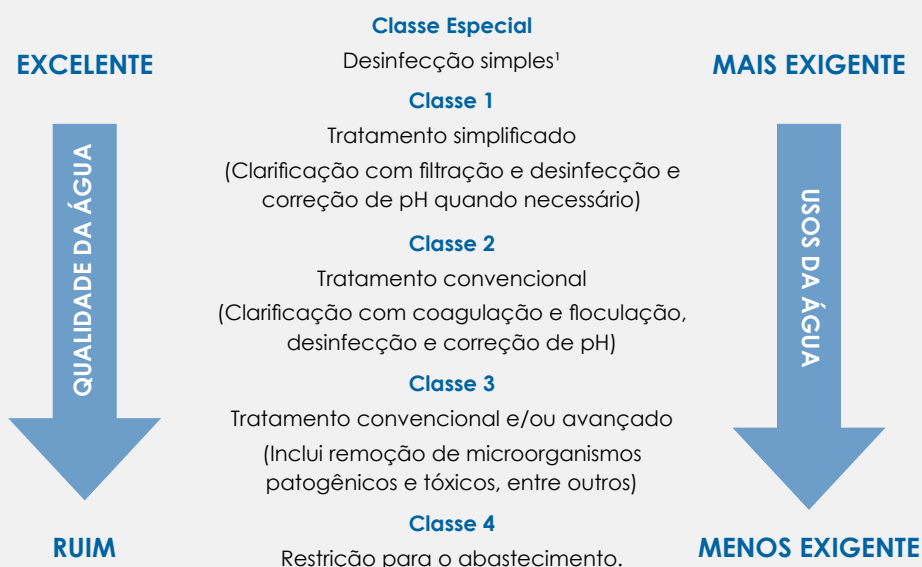 Classe Especial
EXCELENTE
Desinfecção simples¹
MAIS EXIGENTE
Classe 1
Tratamento simplificado
(Clarificação com filtração e desinfecção e
correção de pH quando necessário)
QUALIDADE DA ÁGUA
USOS DA ÁGUA
Classe 2
Tratamento convencional
(Clarificação com coagulação e floculação,
desinfecção e correção de pH)
Classe 3
Tratamento convencional e/ou avançado
(Inclui remoção de microorganismos
patogênicos e tóxicos, entre outros)
Classe 4
RUIM
MENOS EXIGENTE
Restrição para o abastecimento.